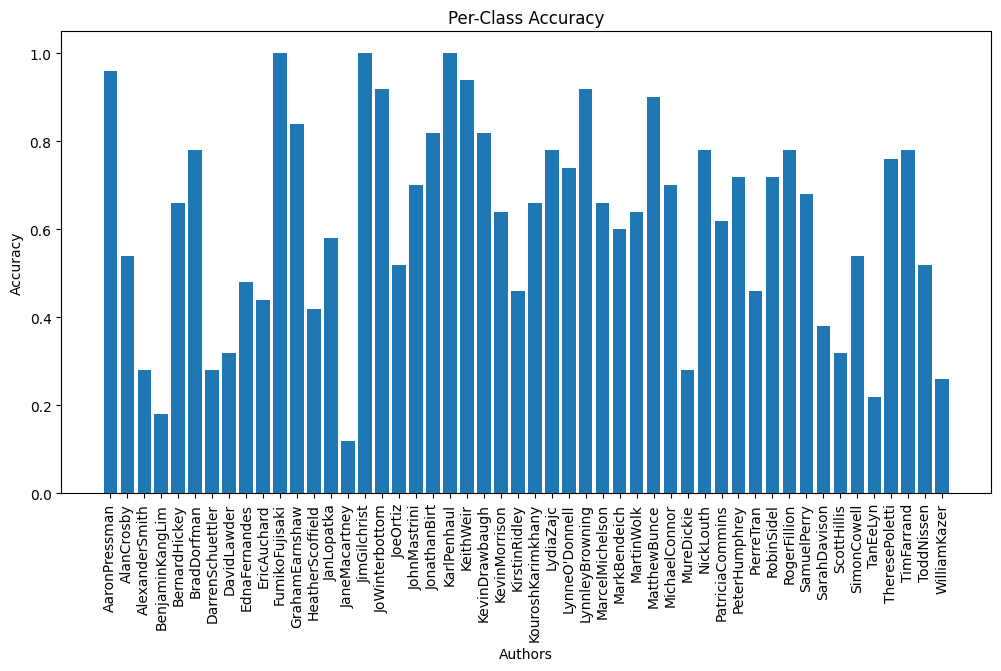 Per-Class Accuracy
Accuracy
1.0
0.8
0.6
0.4
0.2
0.0
AaronPressman
AlanCrosby
AlexanderSmith
BenjaminKangLim
BernardHickey
BradDorfman
DarrenSchuettler
DavidLawder
EdnaFernandes
EricAuchard
FumikoFujisaki
GrahamEarnshaw
HeatherScoffield
JanLopatka
JaneMacartney
JimGilchrist
JoWinterbottom
JoeOrtiz
JohnMastrini
JonathanBirt
KarlPenhaul
KeithWeir
KevinDrawbaugh
KevinMorrison
KirstinRidley
KouroshKarimkhany
LydiaZajc
LynneO'Donnell
LynnleyBrowning
MarcelMichelson
MarkBendeich
MartinWolk
MatthewBunce
MichaelConnor
MureDickie
NickLouth
PatriciaCommins
PeterHumphrey
PierreTran
RobinSidel
RogerFillion
SamuelPerry
SarahDavison
ScottHillis
SimonCowell
TanEeLyn
TheresePoletti
TimFarrand
ToddNissen
WilliamKazer
Authors